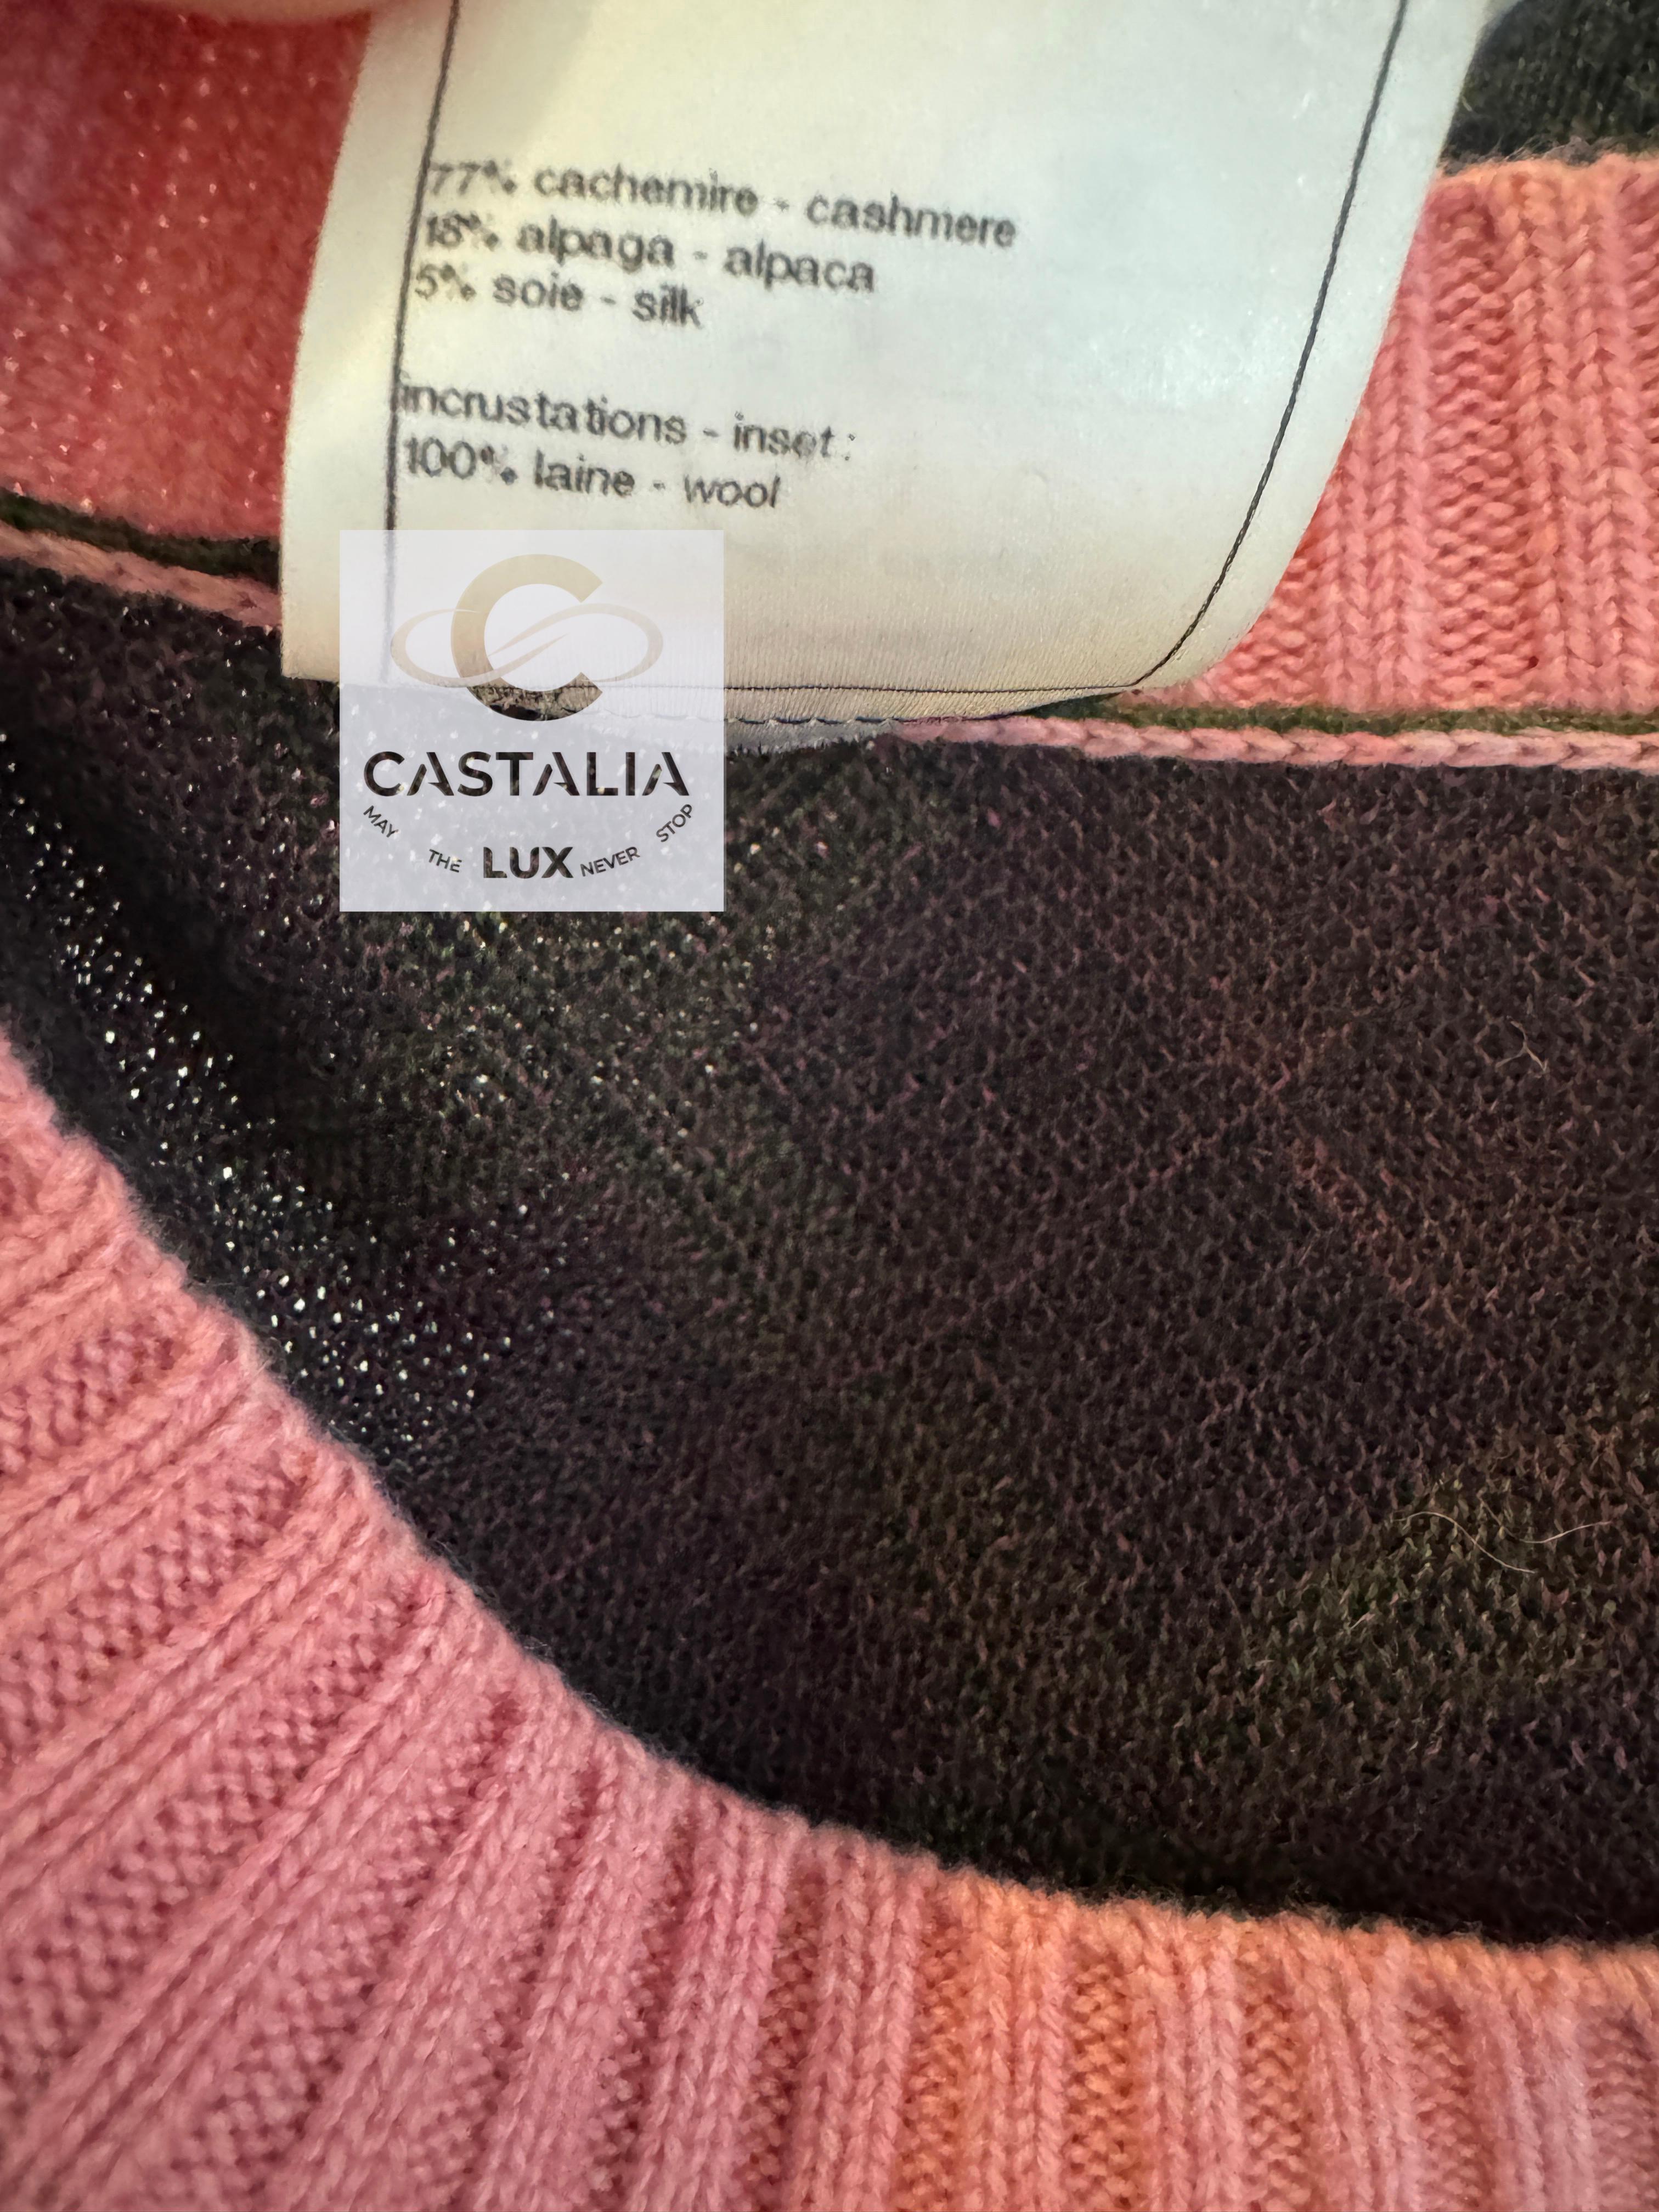 77% cachemire - cashmere
18% alpaga - alpaca
5% soie - silk
incrustations - inset :
100% laine - wool
CASTALIA
MAY THE LUX NEVER STOP